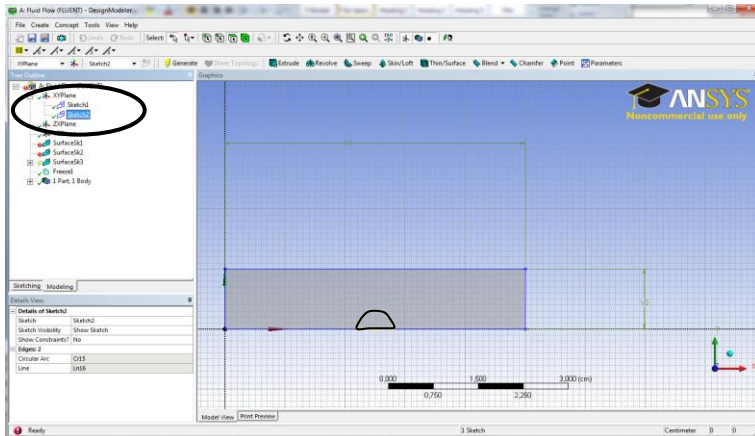 A: Fluid Flow (FLUENT) - DesignModeler
File Create Concept Tools View Help
Undo Redo Select:
XYPlane Sketch2 Generate Share Topology Extrude Revolve Sweep Skin/Loft Thin/Surface Blend Chamfer Point Parameters
Tree Outline
XYPlane
Sketch1
Sketch2
ZXPlane
SurfaceSk1
SurfaceSk2
SurfaceSk3
Freeze1
1 Part, 1 Body
Sketching Modeling
Details View
Details of Sketch2
Sketch Sketch2
Sketch Visibility Show Sketch
Show Constraints? No
Edges: 2
Circular Arc Cr15
Line Ln16
Graphics
ANSYS
Noncommercial use only
V2
0,000 1,500 3,000 (cm)
0,750 2,250
Model View Print Preview
Ready 1 Sketch Centimeter 0 0